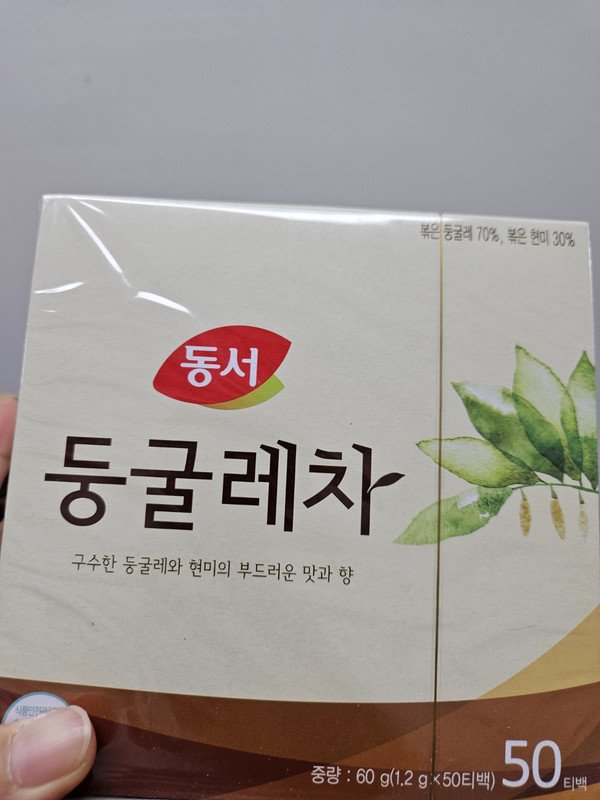 볶은 둥굴레 70%, 볶은 현미 30%
동서
둥굴레차
구수한 둥굴레와 현미의 부드러운 맛과 향
중량 : 60 g(1.2 g×50티백) 50 티백